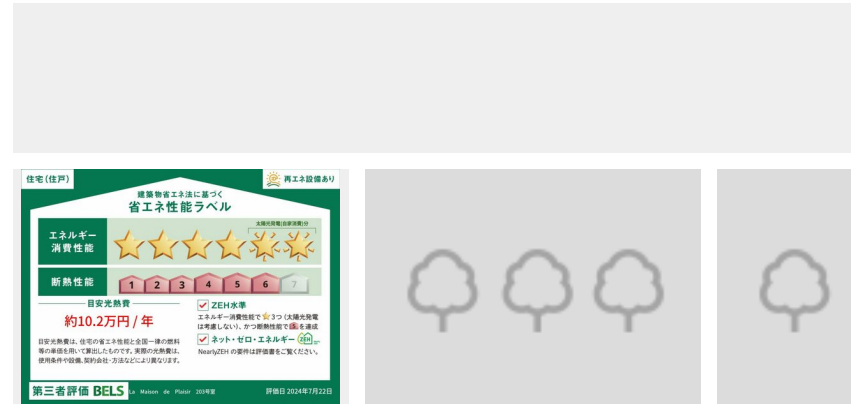 住宅(住戸)
再エネ設備あり
建築物省エネ法に基づく
省エネ性能ラベル
太陽光発電(自家消費)分
エネルギー
消費性能
断熱性能
1 2 3 4 5 6 7
目安光熱費
約10.2万円 / 年
目安光熱費は、住宅の省エネ性能と全国一律の燃料
等の単価を用いて算出したものです。実際の光熱費は、
使用条件や設備、契約会社・方法などにより異なります。
ZEH水準
エネルギー消費性能で 3つ (太陽光発電
は考慮しない)、かつ断熱性能で を達成
ネット・ゼロ・エネルギー ZEH
NearlyZEH の要件は評価書をご覧ください。
第三者評価 BELS La Maison de Plaisir 203号室
評価日 2024年7月22日